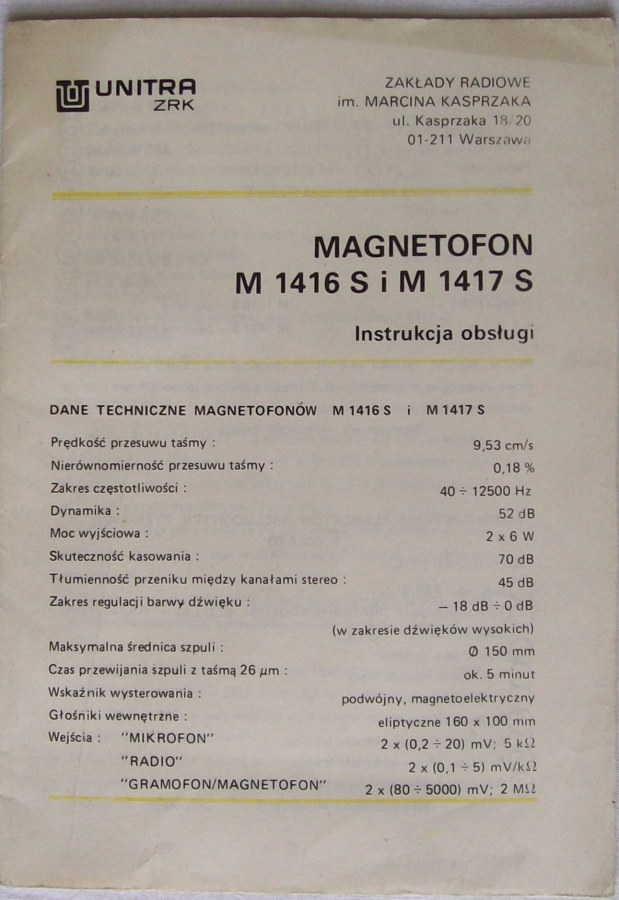 UNITRA
ZRK
ZAKŁADY RADIOWE
im. MARCINA KASPRZAKA
ul. Kasprzaka 18/20
01-211 Warszawa
MAGNETOFON
M 1416 S i M 1417 S
Instrukcja obsługi
DANE TECHNICZNE MAGNETOFONÓW M 1416 S i M 1417 S
Prędkość przesuwu taśmy : 9,53 cm/s
Nierównomierność przesuwu taśmy : 0,18 %
Zakres częstotliwości : 40 ÷ 12500 Hz
Dynamika : 52 dB
Moc wyjściowa : 2 x 6 W
Skuteczność kasowania : 70 dB
Tłumienność przeniku między kanałami stereo : 45 dB
Zakres regulacji barwy dźwięku : – 18 dB ÷ 0 dB
(w zakresie dźwięków wysokich)
Maksymalna średnica szpuli : Ø 150 mm
Czas przewijania szpuli z taśmą 26 µm : ok. 5 minut
Wskaźnik wysterowania : podwójny, magnetoelektryczny
Głośniki wewnętrzne : eliptyczne 160 x 100 mm
Wejścia : "MIKROFON" 2 x (0,2 ÷ 20) mV; 5 kΩ
"RADIO" 2 x (0,1 ÷ 5) mV/kΩ
"GRAMOFON/MAGNETOFON" 2 x (80 ÷ 5000) mV; 2 MΩ